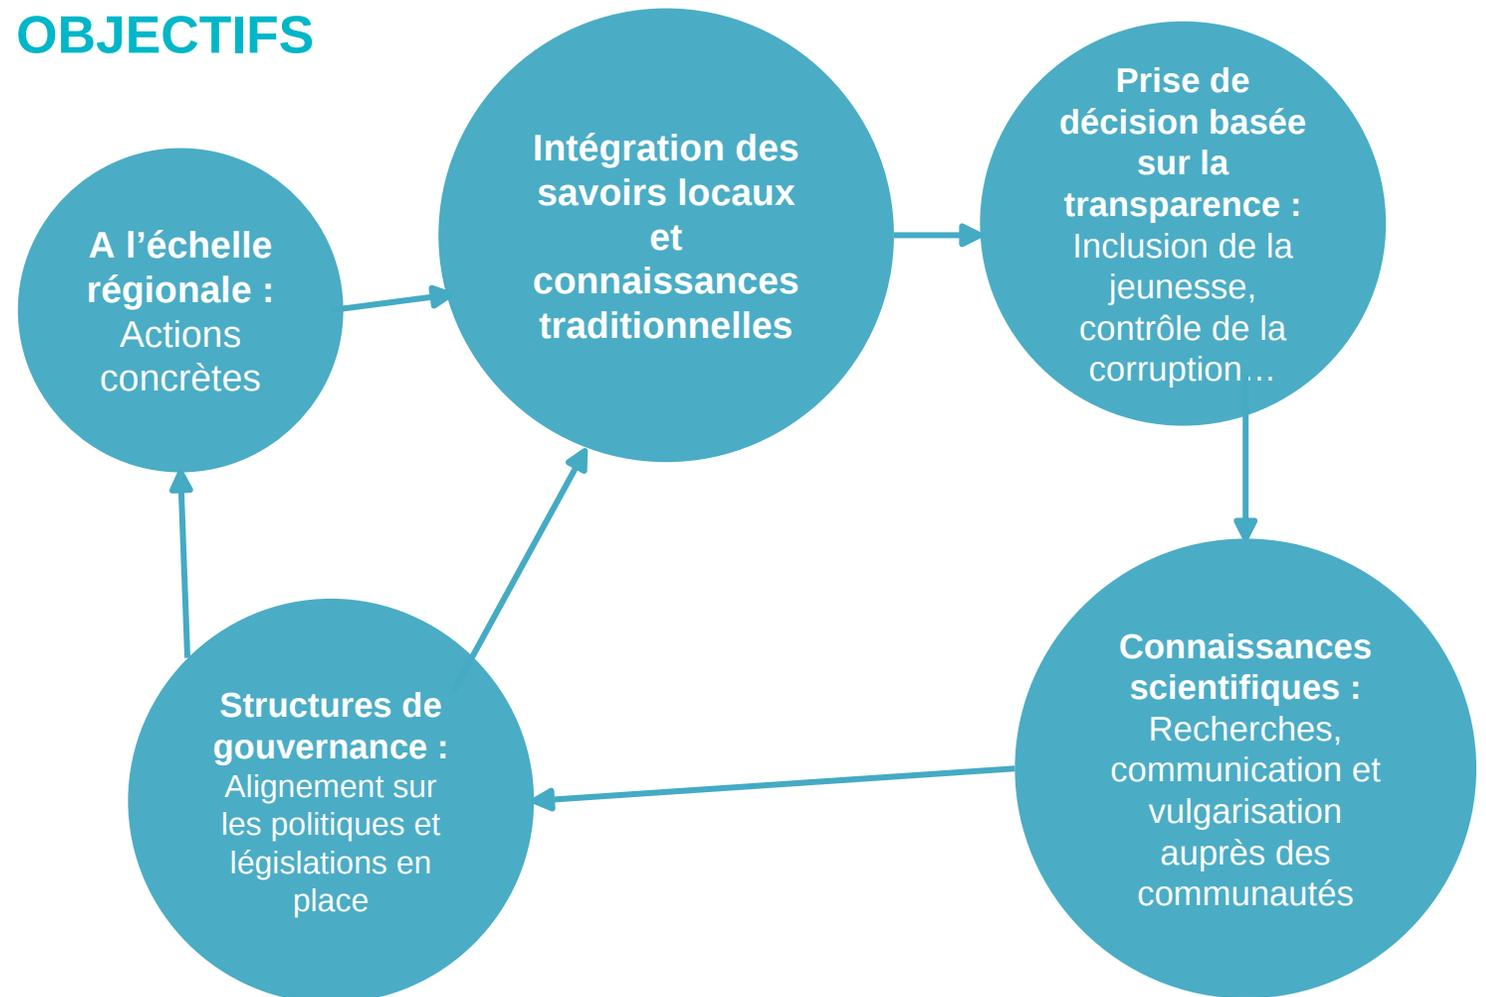 OBJECTIFS
A l’échelle
régionale :
Actions
concrètes
Intégration des
savoirs locaux
et
connaissances
traditionnelles
Prise de
décision basée
sur la
transparence :
Inclusion de la
jeunesse,
contrôle de la
corruption…
Connaissances
scientifiques :
Recherches,
communication et
vulgarisation
auprès des
communautés
Structures de
gouvernance :
Alignement sur
les politiques et
législations en
place